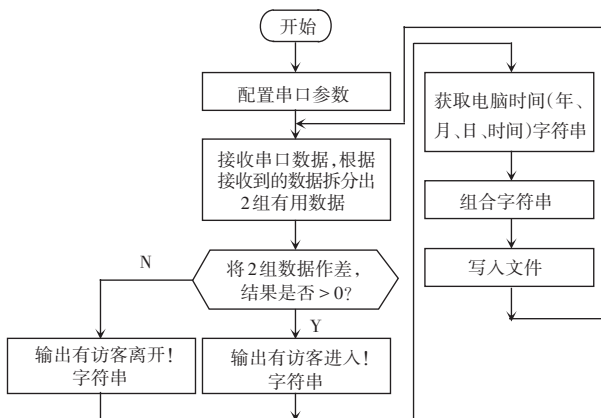 开始
配置串口参数
接收串口数据,根据
接收到的数据拆分出
2组有用数据
将2组数据作差,
结果是否>0?
N
Y
输出有访客离开!
字符串
输出有访客进入!
字符串
获取电脑时间(年、
月、日、时间)字符串
组合字符串
写入文件